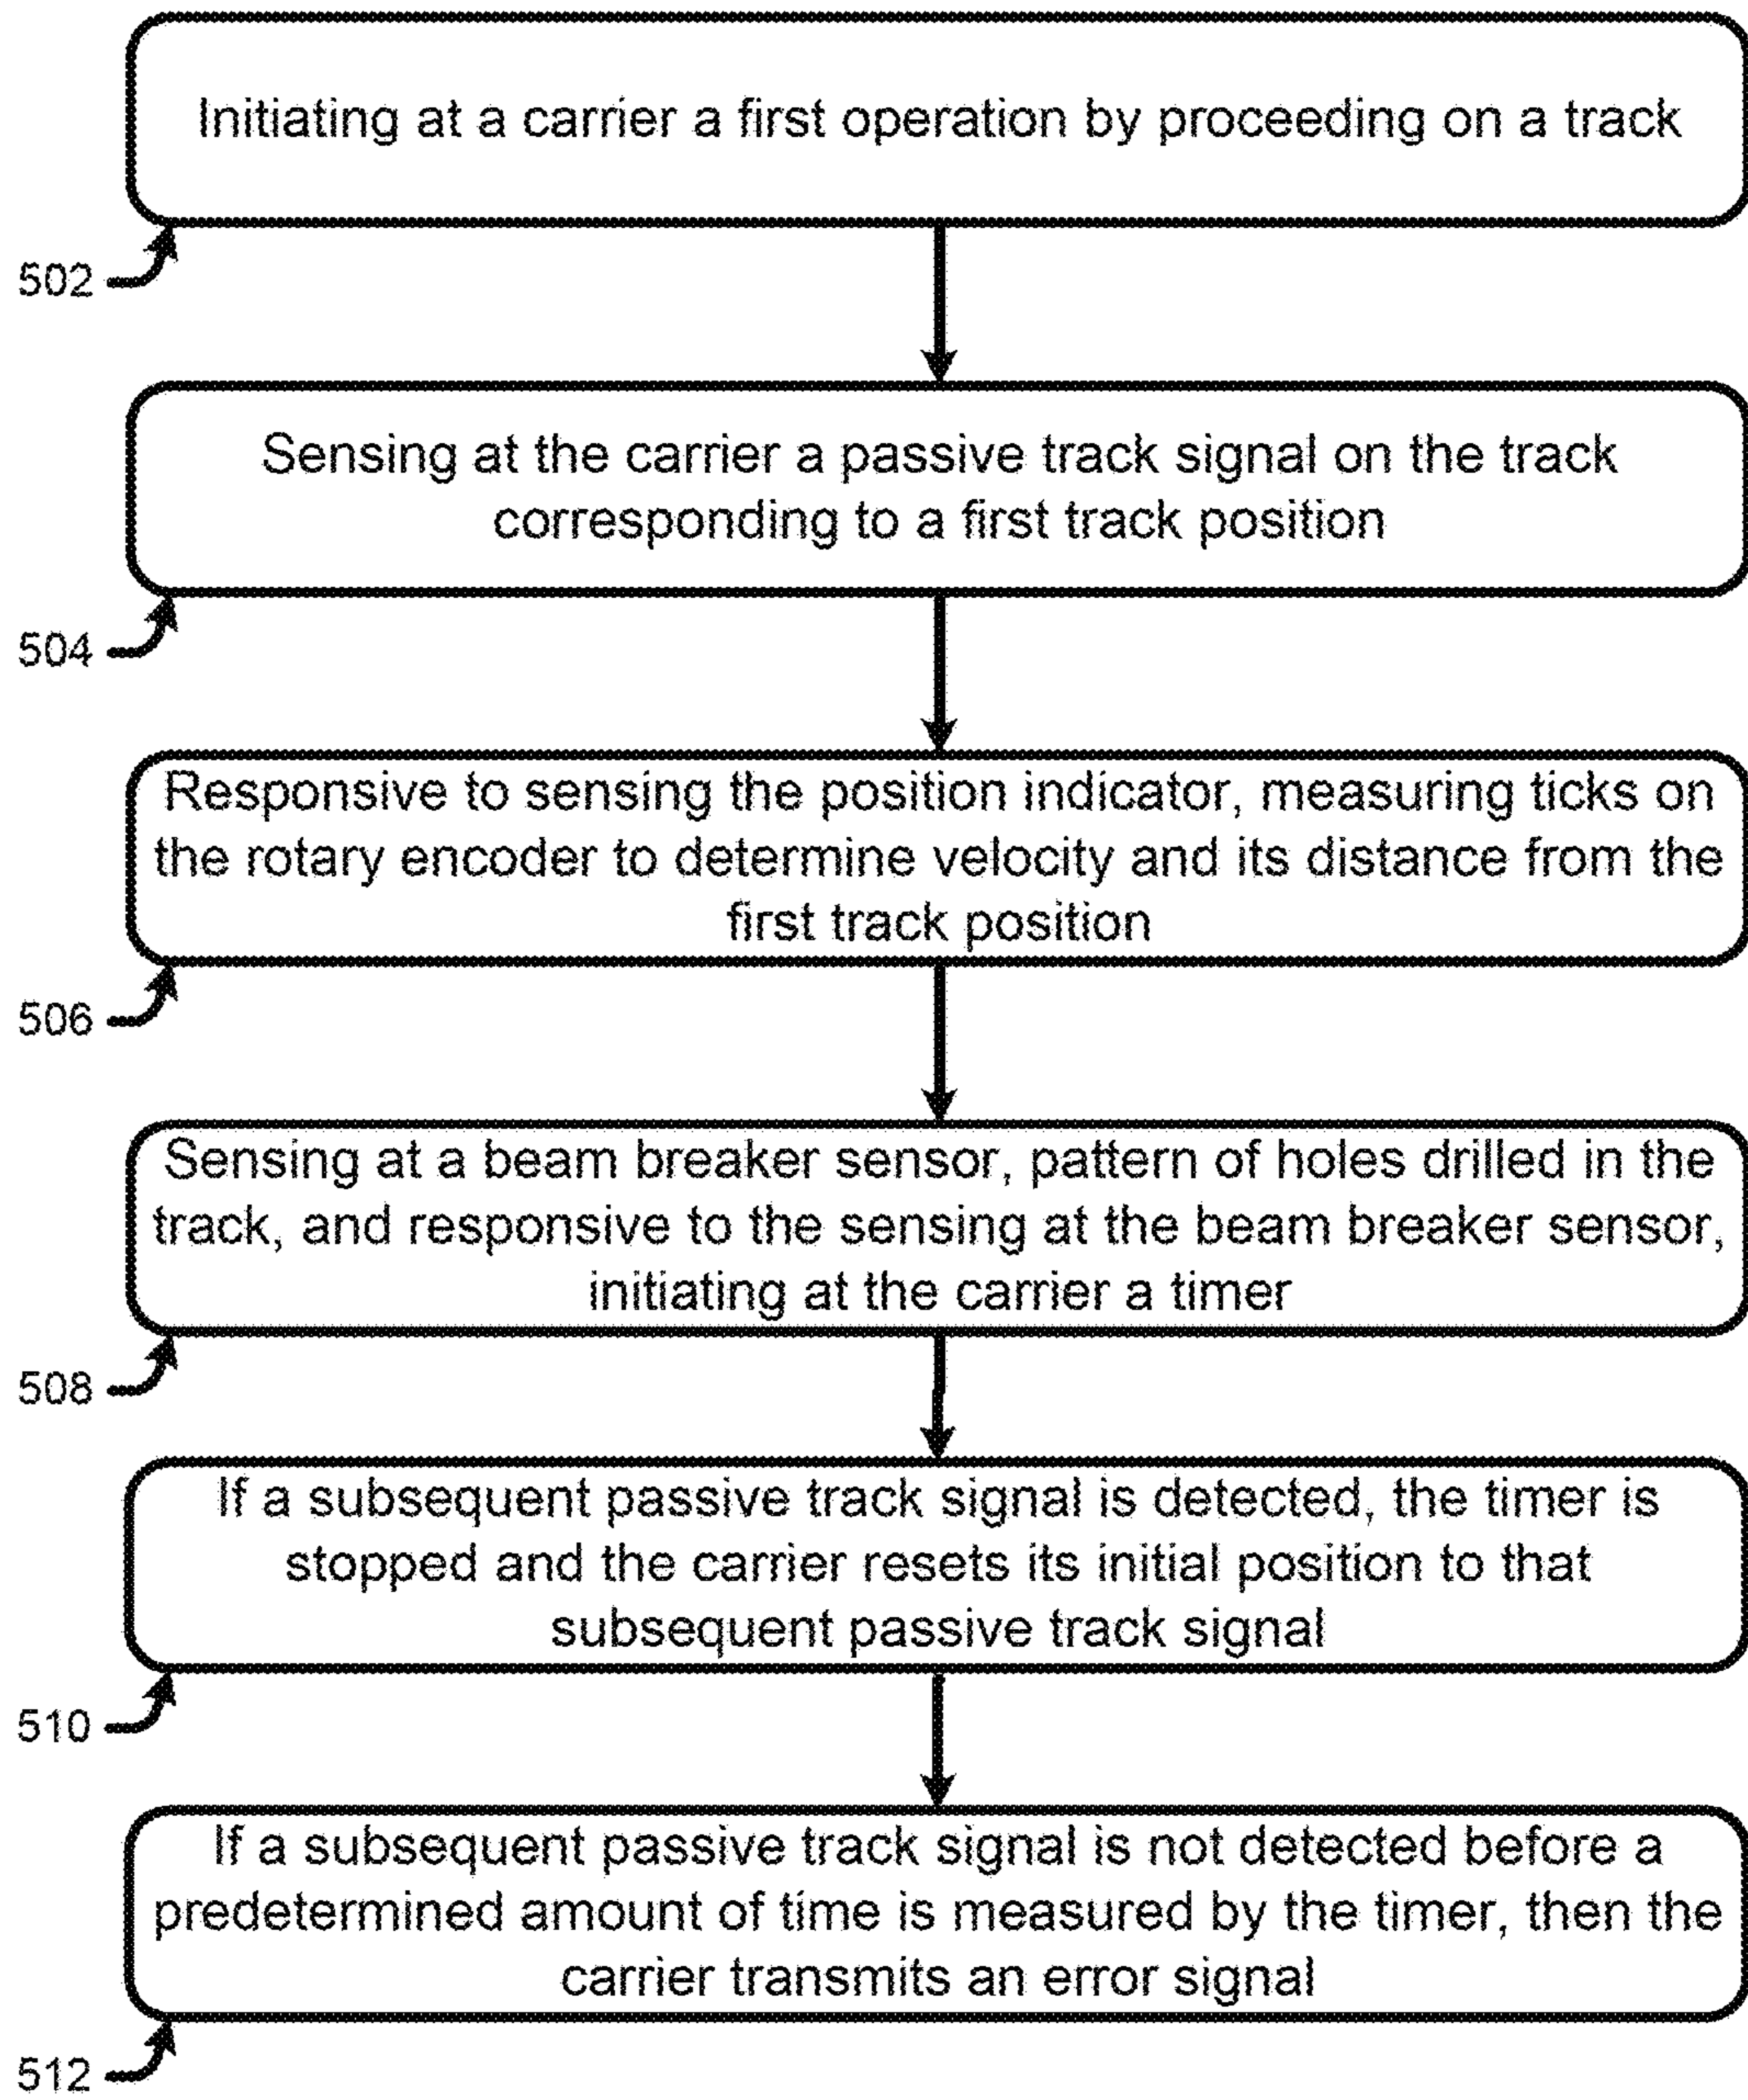 Initiating at a carrier a first operation by proceeding on a track
502
Sensing at the carrier a passive track signal on the track
corresponding to a first track position
504
Responsive to sensing the position indicator, measuring ticks on
the rotary encoder to determine velocity and its distance from the
first track position
506
Sensing at a beam breaker sensor, pattern of holes drilled in the
track, and responsive to the sensing at the beam breaker sensor,
initiating at the carrier a timer
508
If a subsequent passive track signal is detected, the timer is
stopped and the carrier resets its initial position to that
subsequent passive track signal
510
If a subsequent passive track signal is not detected before a
predetermined amount of time is measured by the timer, then the
carrier transmits an error signal
512